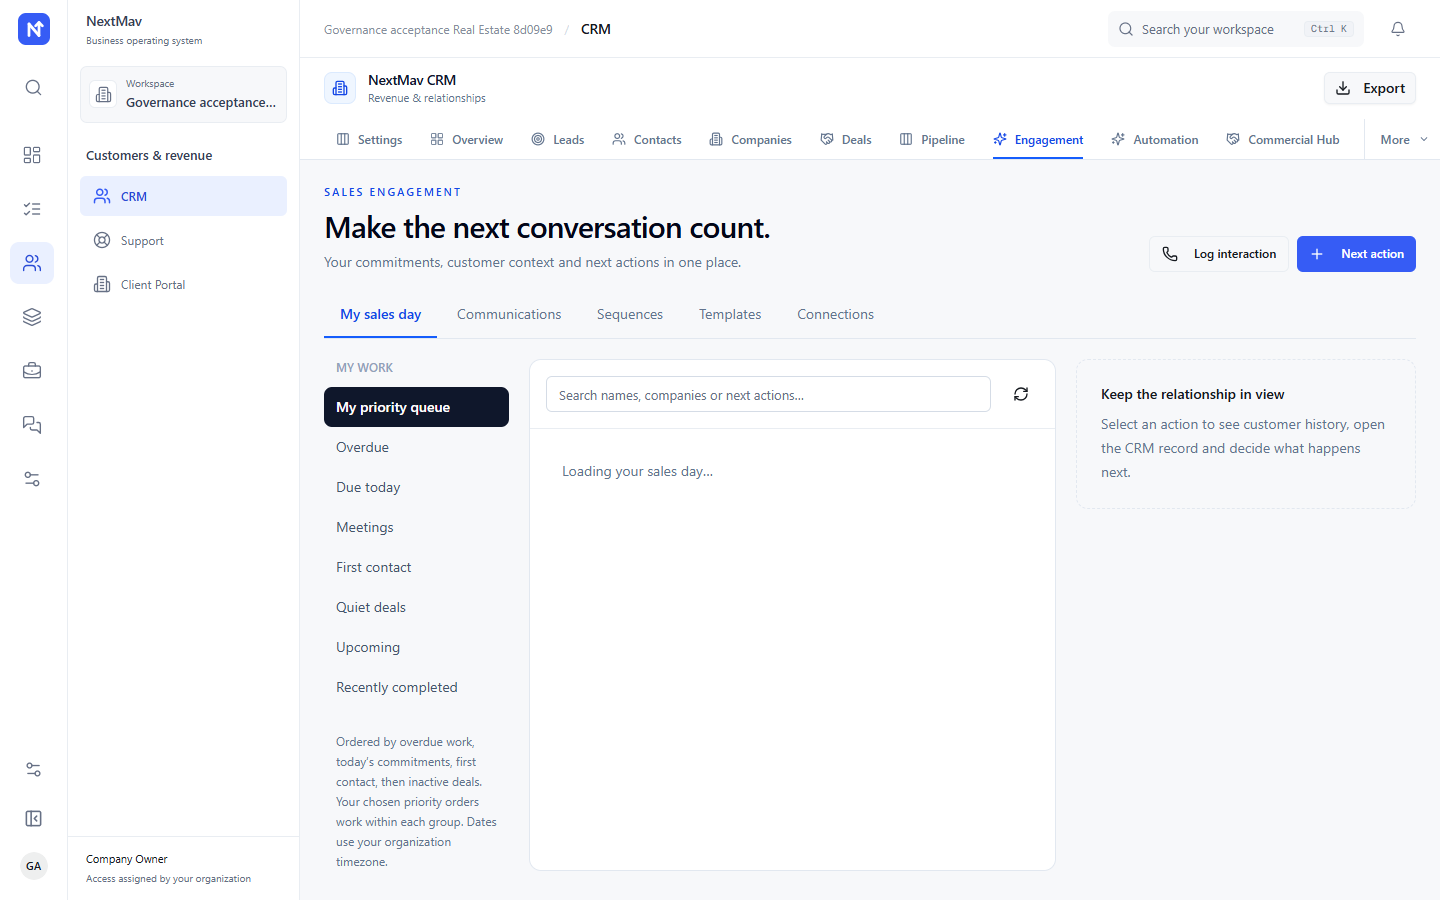 NextMav
Business operating system
Workspace
Governance acceptance...
Customers & revenue
CRM
Support
Client Portal
Company Owner
Access assigned by your organization
GA
Governance acceptance Real Estate 8d09e9 / CRM
Search your workspace Ctrl K
NextMav CRM
Revenue & relationships
Export
Settings Overview Leads Contacts Companies Deals Pipeline Engagement Automation Commercial Hub More
SALES ENGAGEMENT
Make the next conversation count.
Your commitments, customer context and next actions in one place.
Log interaction
Next action
My sales day Communications Sequences Templates Connections
MY WORK
My priority queue
Overdue
Due today
Meetings
First contact
Quiet deals
Upcoming
Recently completed
Ordered by overdue work,
today's commitments, first
contact, then inactive deals.
Your chosen priority orders
work within each group. Dates
use your organization
timezone.
Search names, companies or next actions...
Loading your sales day...
Keep the relationship in view
Select an action to see customer history, open
the CRM record and decide what happens
next.